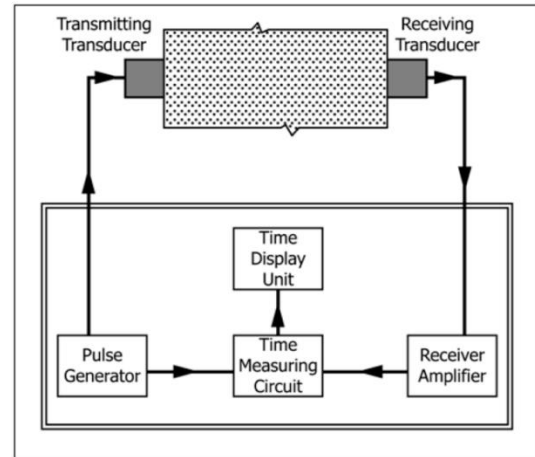 Transmitting
Transducer
Receiving
Transducer
Time
Display
Unit
Pulse
Generator
Time
Measuring
Circuit
Receiver
Amplifier